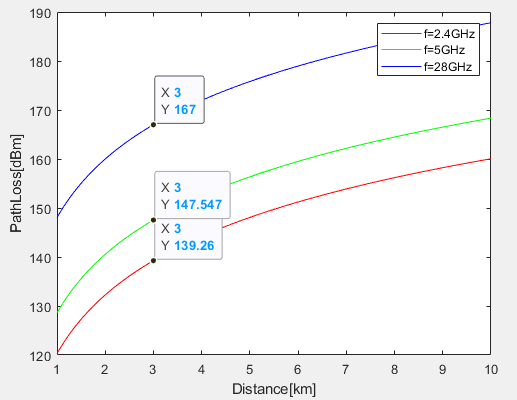 190
180
170
160
150
140
130
120
1
2
3
4
5
6
7
8
9
10
PathLoss[dBm]
Distance[km]
f=2.4GHz
f=5GHz
f=28GHz
X 3
Y 167
X 3
Y 147.547
X 3
Y 139.26